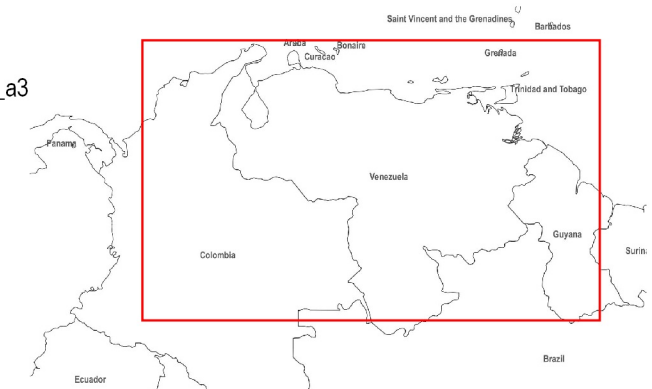 Saint Vincent and the Grenadines
Barbados
Aruba
Bonaire
Curacao
Grenada
_a3
Trinidad and Tobago
Panama
Venezuela
Guyana
Colombia
Surin
Brazil
Ecuador